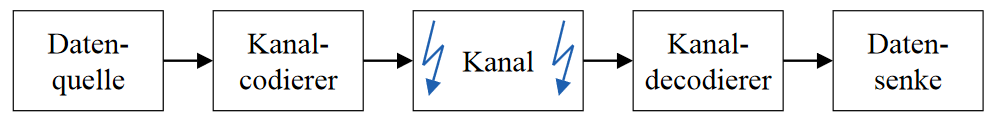 Daten-
quelle
Kanal-
codierer
Kanal
Kanal-
decodierer
Daten-
senke